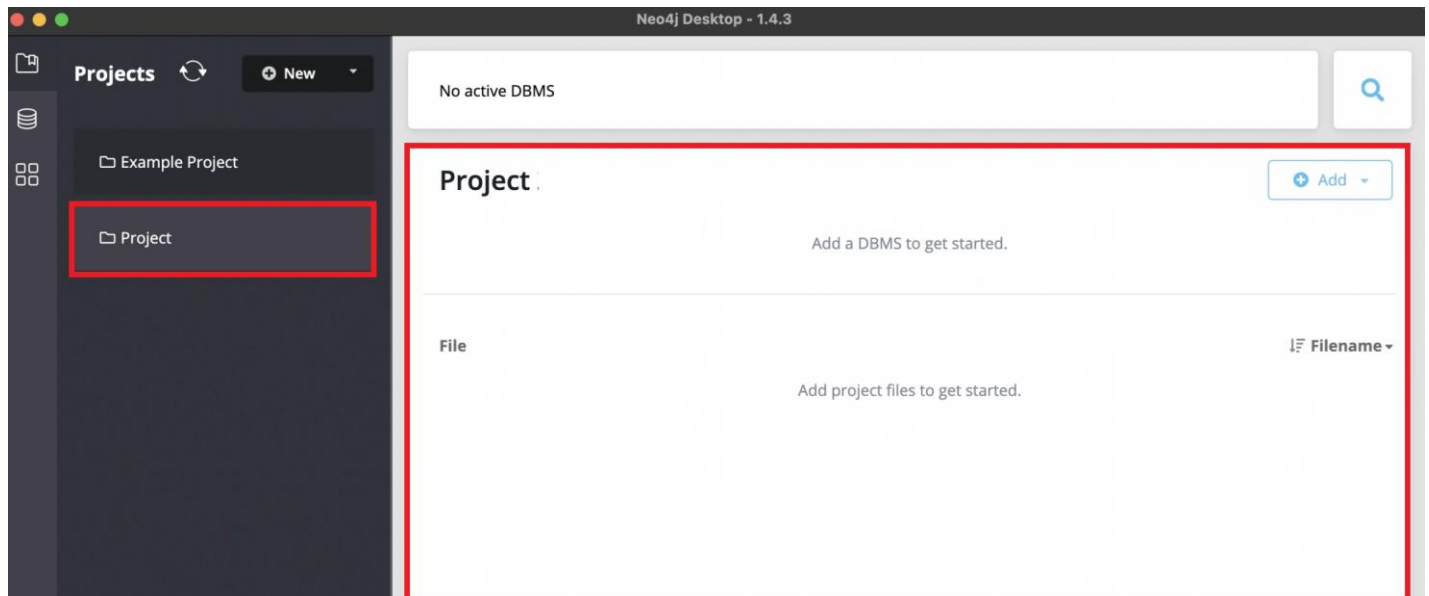 Neo4j Desktop - 1.4.3
Projects
New
Example Project
Project
No active DBMS
Project
Add
Add a DBMS to get started.
File
Filename
Add project files to get started.